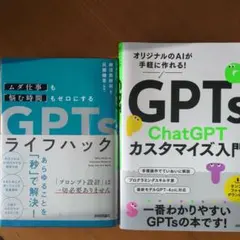 ムダ仕事も
悩む時間もゼロにする
GPTs
ライフハック
あらゆることを
「秒」で解決!
「プロンプト設計」は
一切必要ありません
オリジナルのAIが
手軽に作れる!
GPTs
ChatGPT
カスタマイズ入門
一番わかりやすい
GPTsの本です!